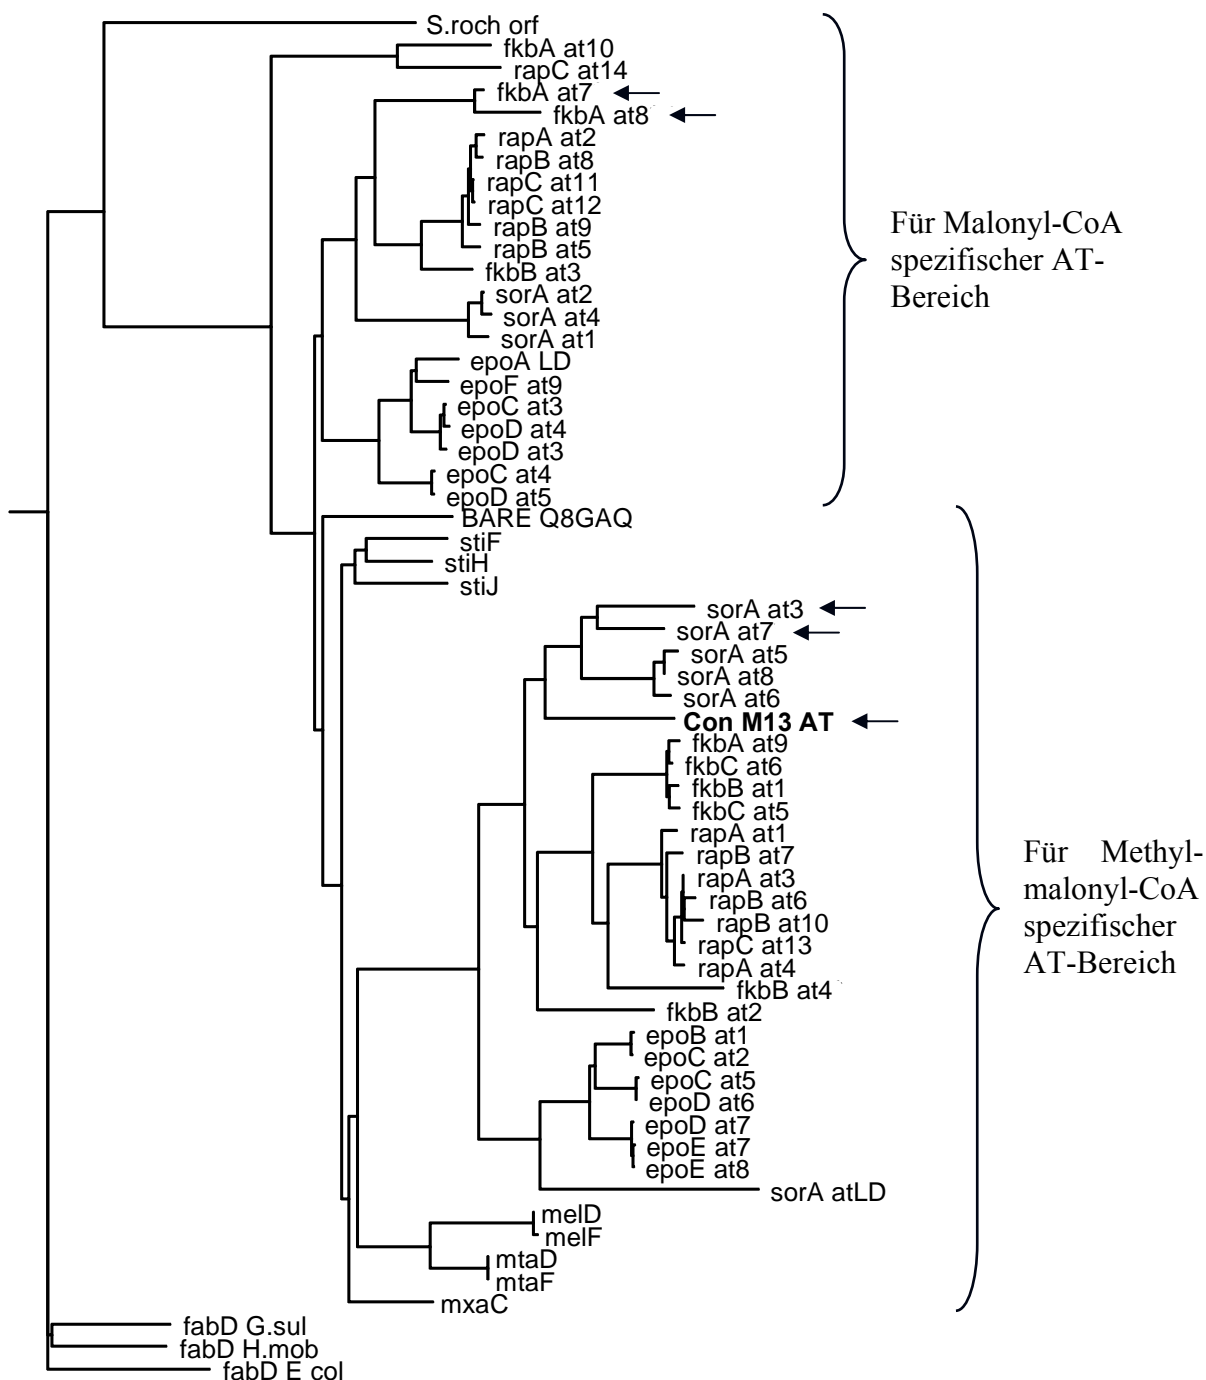 S.roch orf
fkbA at10
rapC at14
fkbA at7
fkbA at8
rapA at2
rapB at8
rapC at11
rapC at12
rapB at9
rapB at5
fkbB at3
sorA at2
sorA at4
sorA at1
epoA LD
epoF at9
epoC at3
epoD at4
epoD at3
epoC at4
epoD at5
Für Malonyl-CoA
spezifischer AT-
Bereich
BARE Q8GAQ
stiF
stiH
stiJ
sorA at3
sorA at7
sorA at5
sorA at8
sorA at6
Con M13 AT
fkbA at9
fkbC at6
fkbB at1
fkbC at5
rapA at1
rapB at7
rapA at3
rapB at6
rapB at10
rapC at13
rapA at4
fkbB at4
fkbB at2
epoB at1
epoC at2
epoC at5
epoD at6
epoD at7
epoE at7
epoE at8
sorA atLD
melD
melF
mtaD
mtaF
mxaC
Für Methyl-
malonyl-CoA
spezifischer
AT-Bereich
fabD G.sul
fabD H.mob
fabD E col